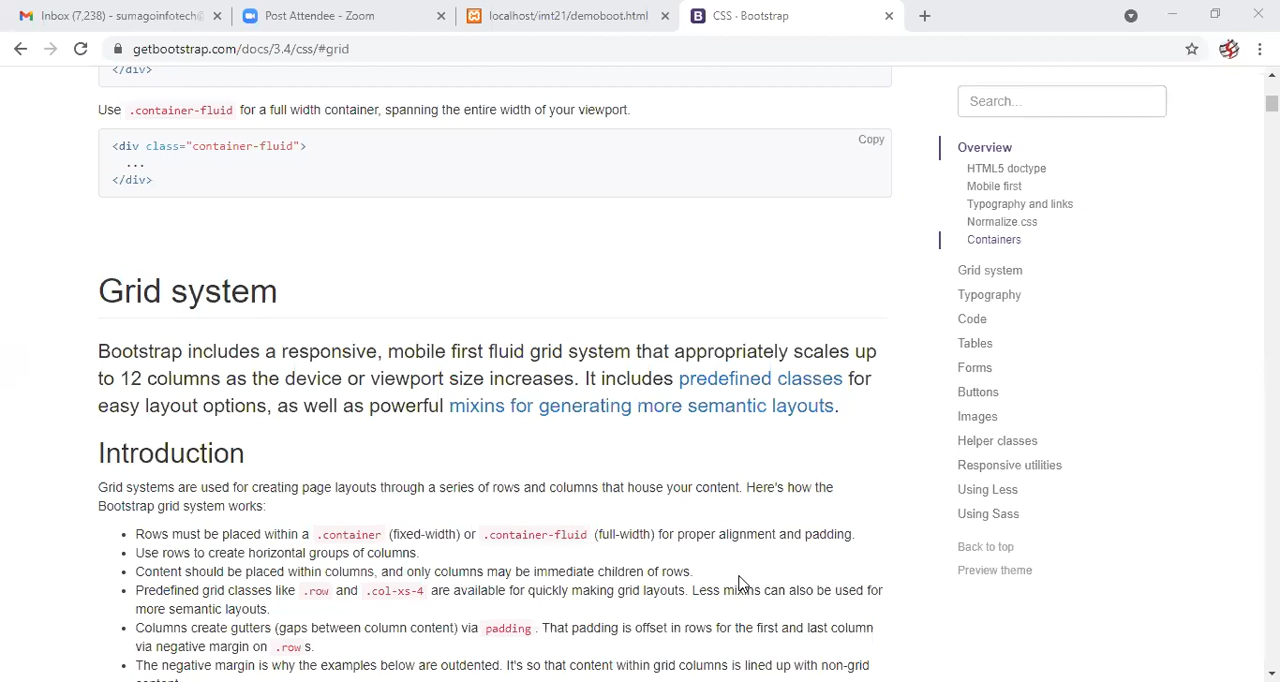 Inbox (7,238) - sumagoinfotech@
Post Attendee - Zoom
localhost/imt21/demoboot.html
CSS · Bootstrap
getbootstrap.com/docs/3.4/css/#grid
</div>
Use .container-fluid for a full width container, spanning the entire width of your viewport.
Copy
<div class="container-fluid">
...
</div>
Grid system
Bootstrap includes a responsive, mobile first fluid grid system that appropriately scales up
to 12 columns as the device or viewport size increases. It includes predefined classes for
easy layout options, as well as powerful mixins for generating more semantic layouts.
Introduction
Grid systems are used for creating page layouts through a series of rows and columns that house your content. Here's how the
Bootstrap grid system works:
• Rows must be placed within a .container (fixed-width) or .container-fluid (full-width) for proper alignment and padding.
• Use rows to create horizontal groups of columns.
• Content should be placed within columns, and only columns may be immediate children of rows.
• Predefined grid classes like .row and .col-xs-4 are available for quickly making grid layouts. Less mixins can also be used for
more semantic layouts.
• Columns create gutters (gaps between column content) via padding. That padding is offset in rows for the first and last column
via negative margin on .row s.
• The negative margin is why the examples below are outdented. It's so that content within grid columns is lined up with non-grid
Search...
Overview
HTML5 doctype
Mobile first
Typography and links
Normalize.css
Containers
Grid system
Typography
Code
Tables
Forms
Buttons
Images
Helper classes
Responsive utilities
Using Less
Using Sass
Back to top
Preview theme